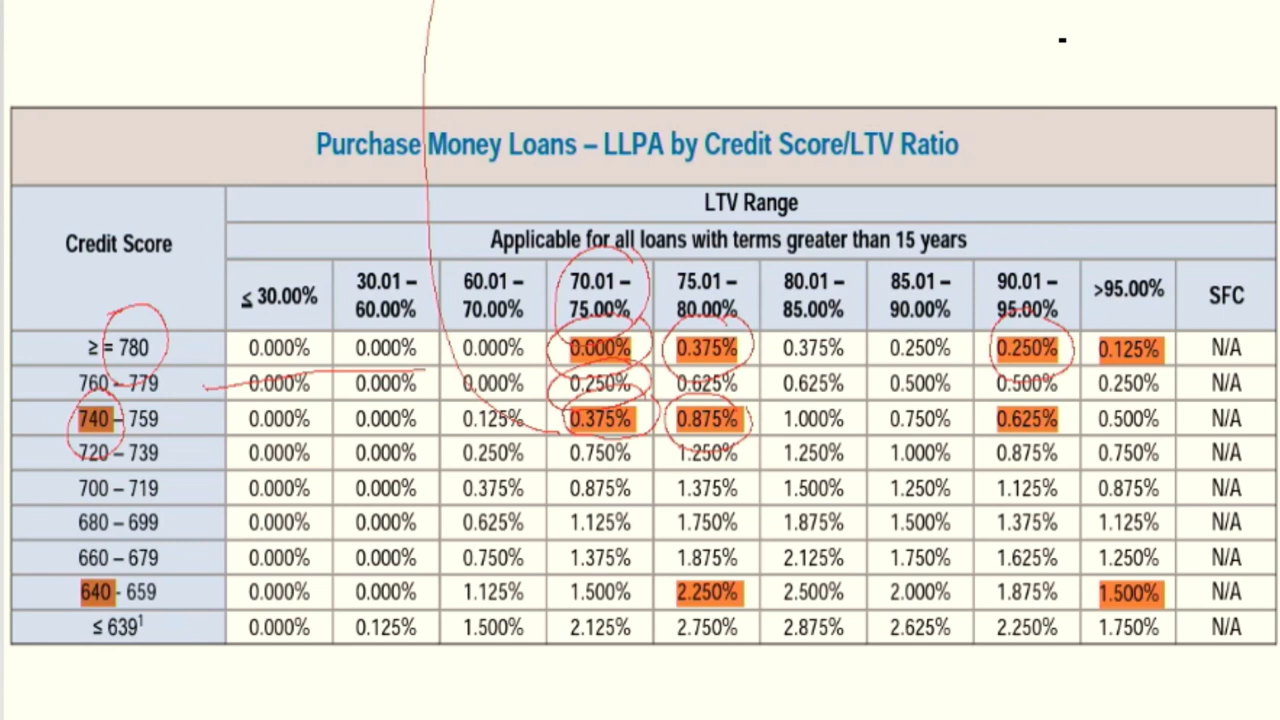 -
Purchase Money Loans – LLPA by Credit Score/LTV Ratio
Credit Score
LTV Range
Applicable for all loans with terms greater than 15 years
≤ 30.00% 30.01 – 60.00% 60.01 – 70.00% 70.01 – 75.00% 75.01 – 80.00% 80.01 – 85.00% 85.01 – 90.00% 90.01 – 95.00% >95.00% SFC
≥ = 780 0.000% 0.000% 0.000% 0.000% 0.375% 0.375% 0.250% 0.250% 0.125% N/A
760 – 779 0.000% 0.000% 0.000% 0.250% 0.625% 0.625% 0.500% 0.500% 0.250% N/A
740 – 759 0.000% 0.000% 0.125% 0.375% 0.875% 1.000% 0.750% 0.625% 0.500% N/A
720 – 739 0.000% 0.000% 0.250% 0.750% 1.250% 1.250% 1.000% 0.875% 0.750% N/A
700 – 719 0.000% 0.000% 0.375% 0.875% 1.375% 1.500% 1.250% 1.125% 0.875% N/A
680 – 699 0.000% 0.000% 0.625% 1.125% 1.750% 1.875% 1.500% 1.375% 1.125% N/A
660 – 679 0.000% 0.000% 0.750% 1.375% 1.875% 2.125% 1.750% 1.625% 1.250% N/A
640 - 659 0.000% 0.000% 1.125% 1.500% 2.250% 2.500% 2.000% 1.875% 1.500% N/A
≤ 639¹ 0.000% 0.125% 1.500% 2.125% 2.750% 2.875% 2.625% 2.250% 1.750% N/A